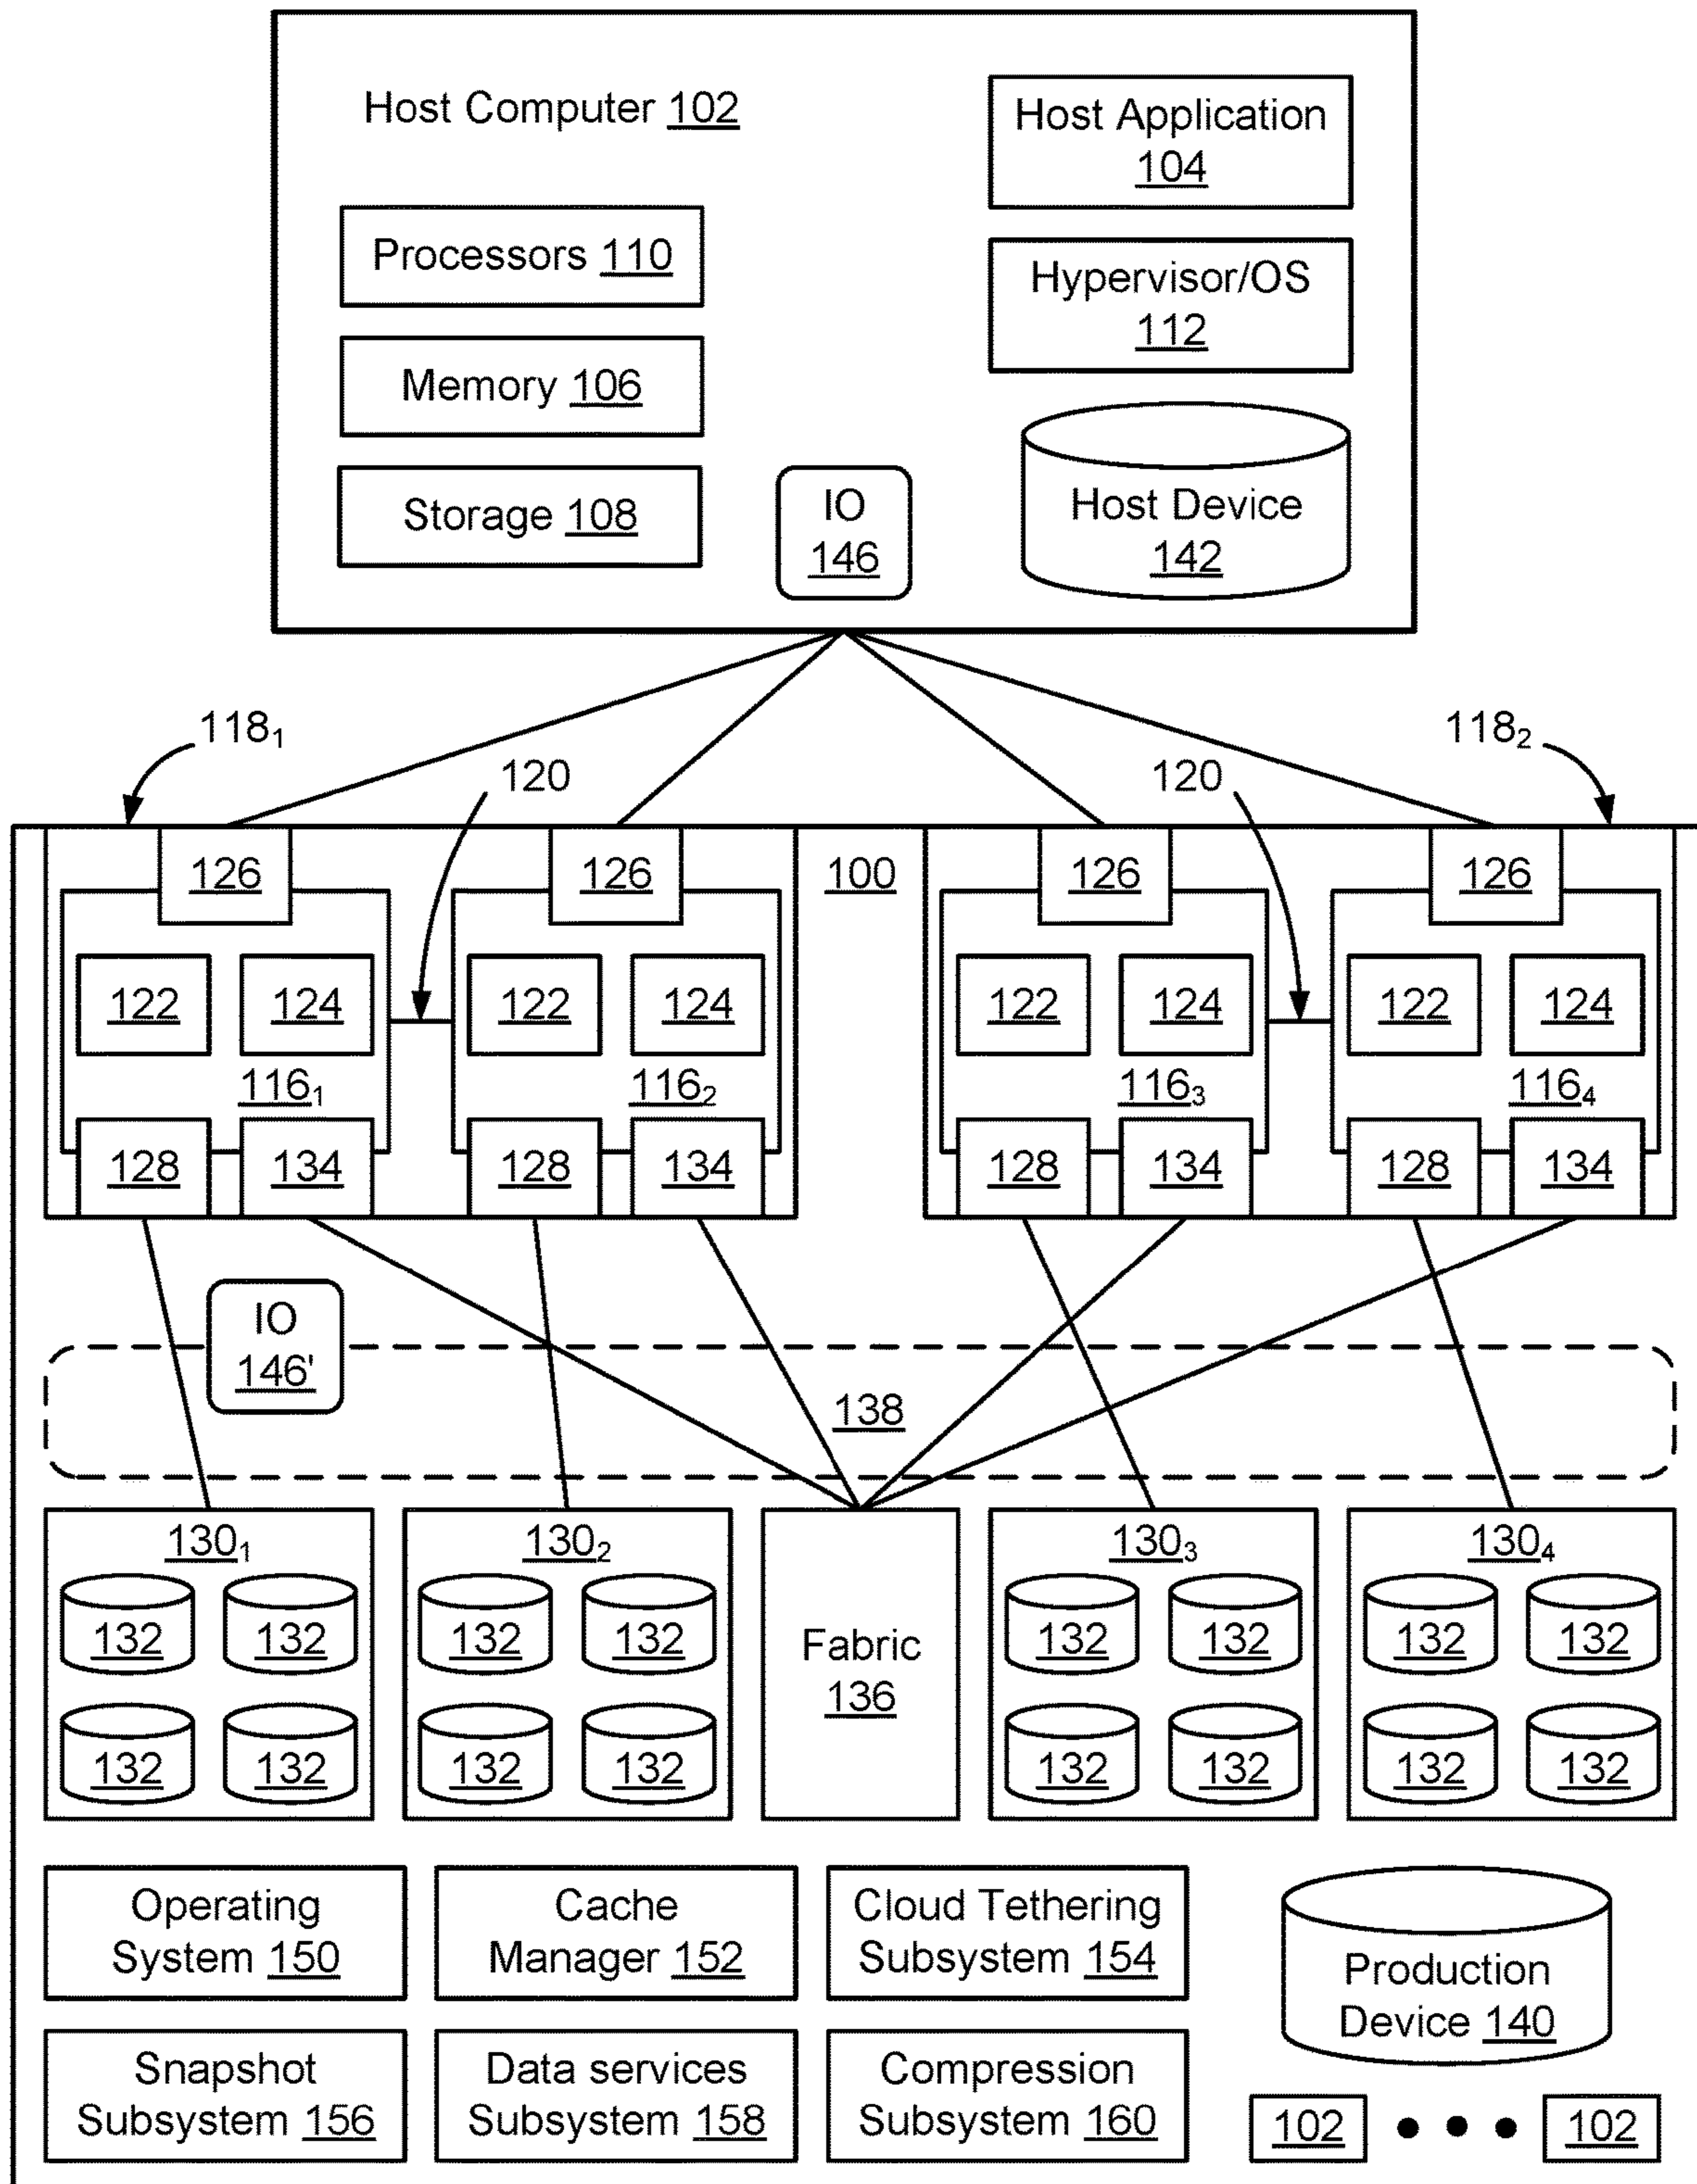 Host Computer 102
Host Application
104
Processors 110
Hypervisor/OS
112
Memory 106
Storage 108
IO
146
Host Device
142
118₁
120
120
118₂
126
126
100
126
126
122
124
122
124
122
124
122
124
116₁
116₂
116₃
116₄
128
134
128
134
128
134
128
134
IO
146'
138
130₁
130₂
130₃
130₄
132
132
132
132
132
132
132
132
Fabric
136
132
132
132
132
132
132
132
132
Operating
System 150
Cache
Manager 152
Cloud Tethering
Subsystem 154
Production
Device 140
Snapshot
Subsystem 156
Data services
Subsystem 158
Compression
Subsystem 160
102
102